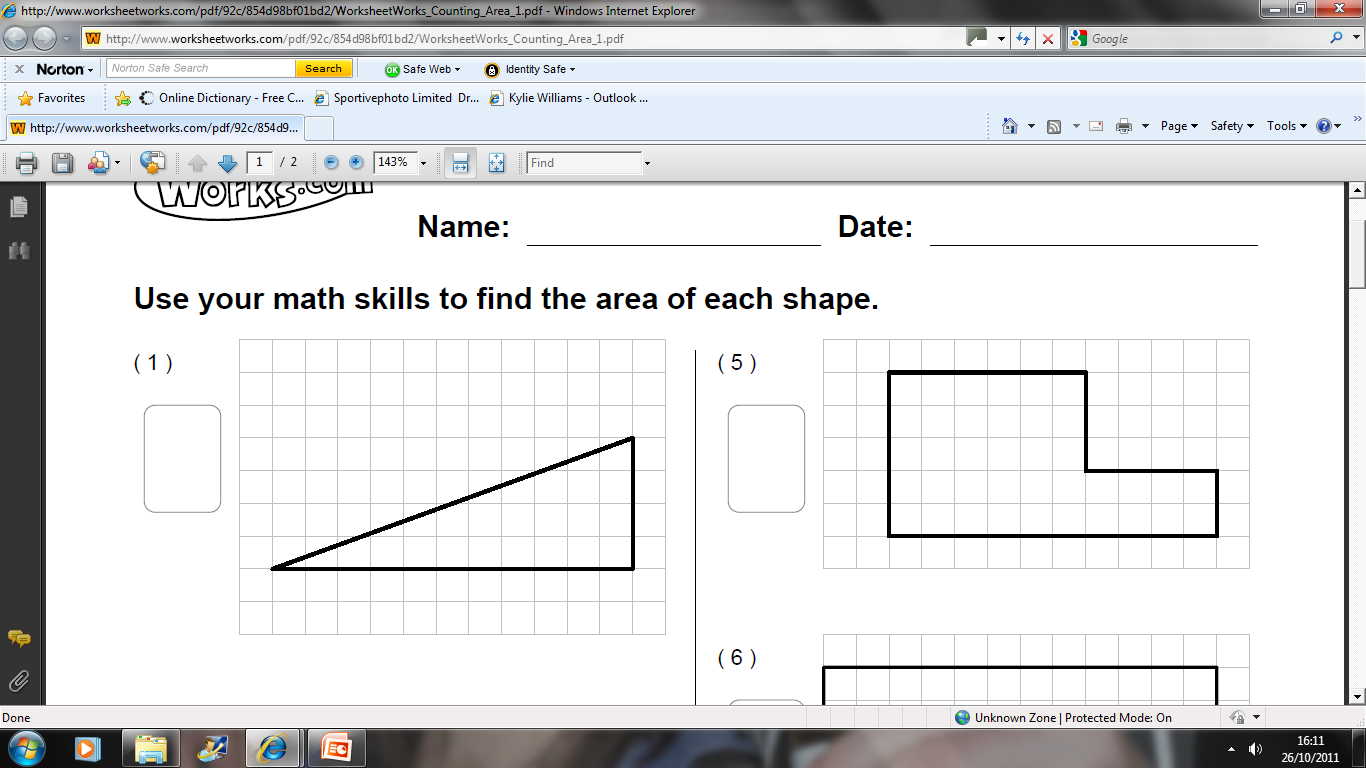 http://www.worksheetworks.com/pdf/92c/854d98bf01bd2/WorksheetWorks_Counting_Area_1.pdf - Windows Internet Explorer
http://www.worksheetworks.com/pdf/92c/854d98bf01bd2/WorksheetWorks_Counting_Area_1.pdf
Google
x Norton Norton Safe Search Search OK Safe Web Identity Safe
Favorites Online Dictionary - Free C... Sportivephoto Limited Dr... Kylie Williams - Outlook ...
http://www.worksheetworks.com/pdf/92c/854d9... Page Safety Tools
1 / 2 143% Find
WORKS.com
Name: Date:
Use your math skills to find the area of each shape.
( 1 )
( 5 )
( 6 )
Done Unknown Zone | Protected Mode: On
16:11
26/10/2011